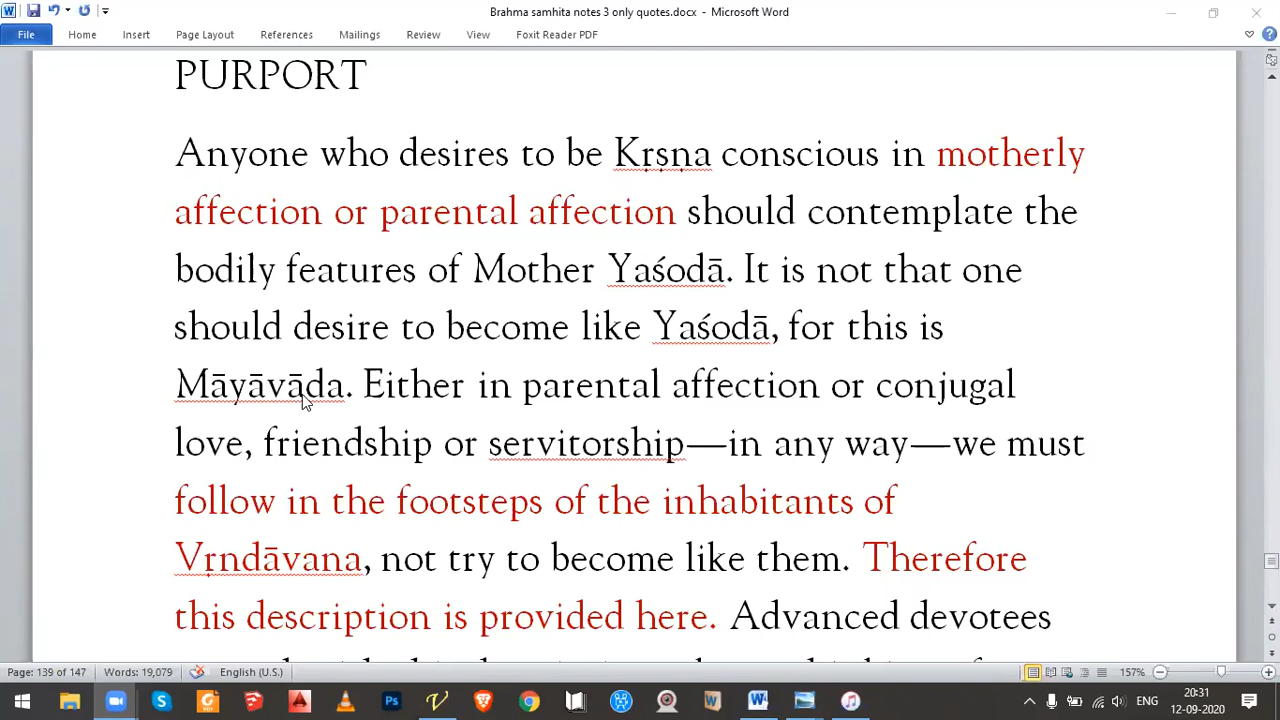 Brahma samhita notes 3 only quotes.docx - Microsoft Word
File Home Insert Page Layout References Mailings Review View Foxit Reader PDF
PURPORT
Anyone who desires to be Kṛṣṇa conscious in motherly
affection or parental affection should contemplate the
bodily features of Mother Yaśodā. It is not that one
should desire to become like Yaśodā, for this is
Māyāvāda. Either in parental affection or conjugal
love, friendship or servitorship—in any way—we must
follow in the footsteps of the inhabitants of
Vṛndāvana, not try to become like them. Therefore
this description is provided here. Advanced devotees
Page: 139 of 147 Words: 19,079 English (U.S.) 157%
ENG 20:31
12-09-2020